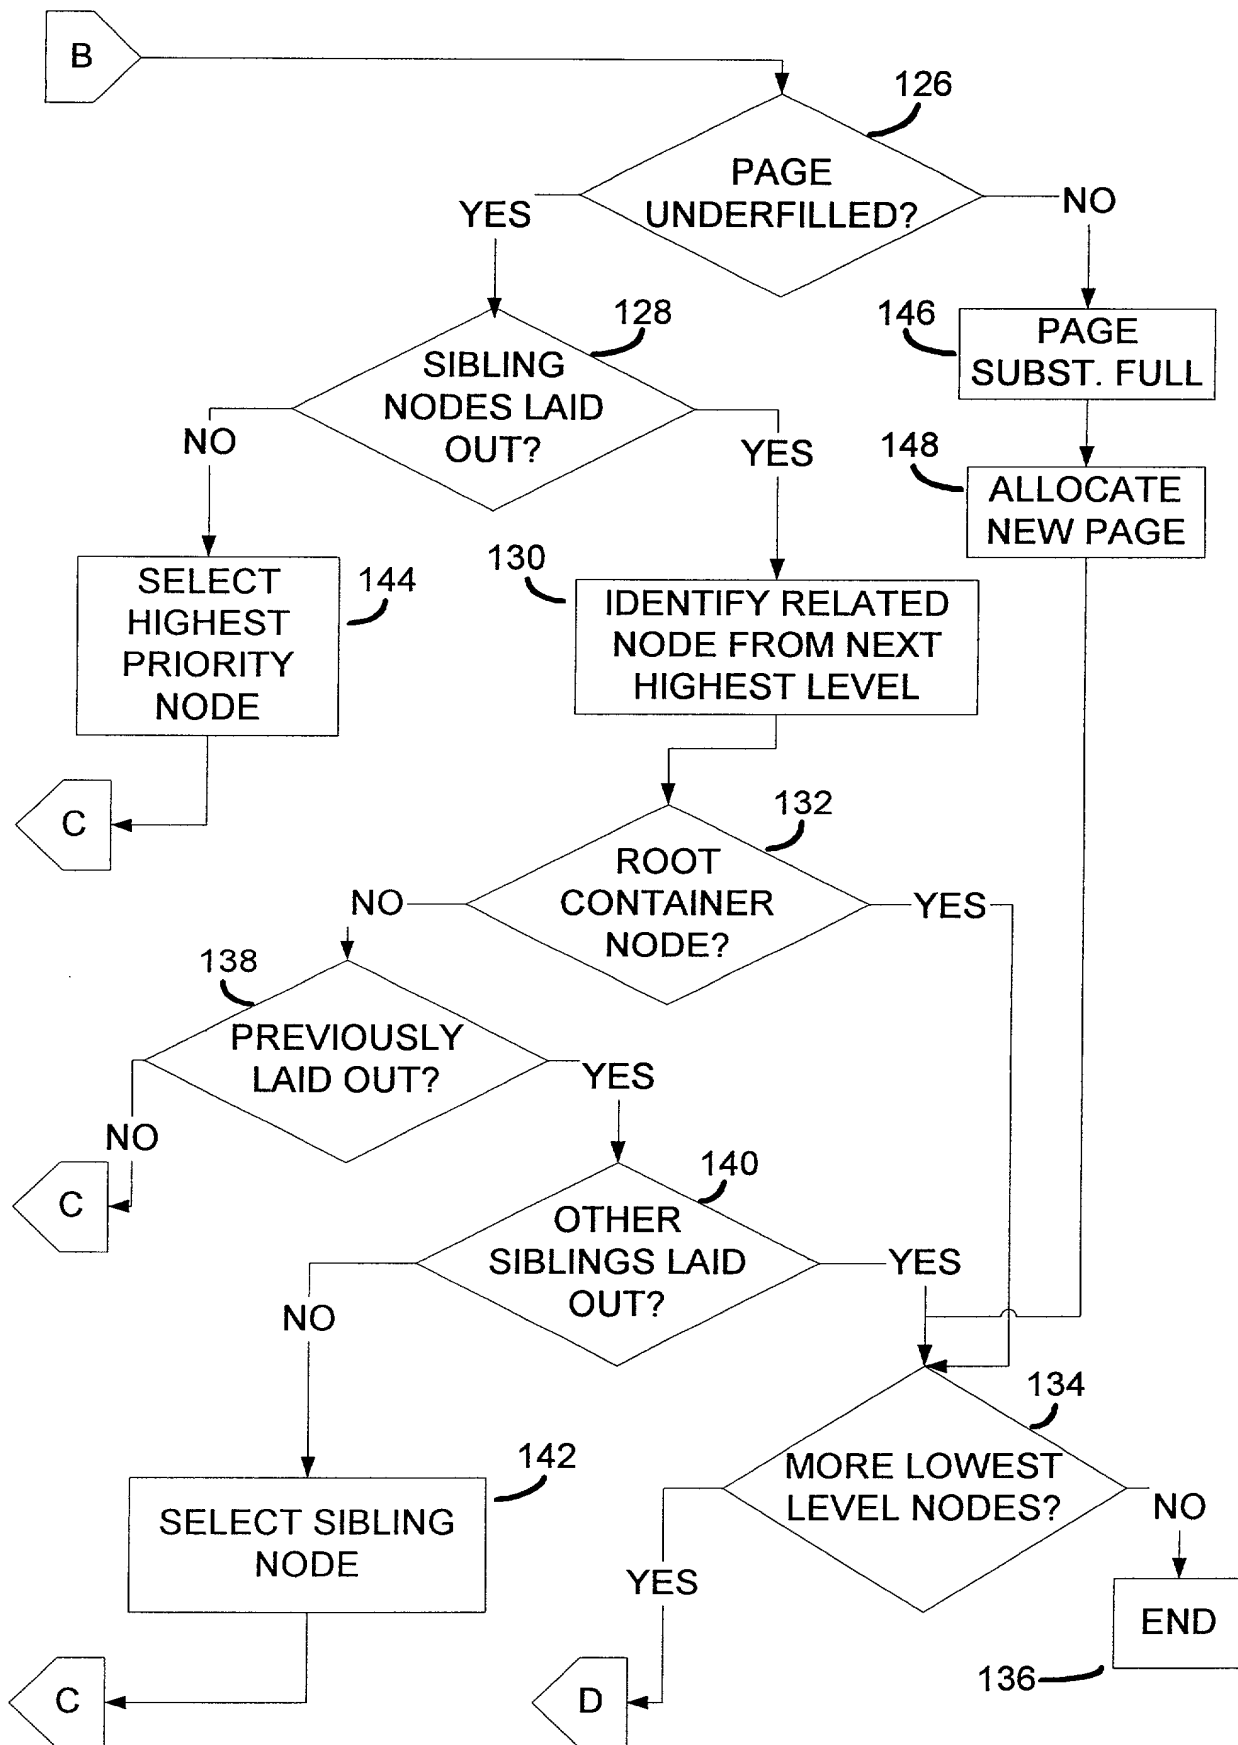 B
126
PAGE
UNDERFILLED?
YES
NO
128
SIBLING
NODES LAID
OUT?
146
PAGE
SUBST. FULL
NO
YES
148
ALLOCATE
NEW PAGE
144
SELECT
HIGHEST
PRIORITY
NODE
130
IDENTIFY RELATED
NODE FROM NEXT
HIGHEST LEVEL
C
132
ROOT
CONTAINER
NODE?
NO
YES
138
PREVIOUSLY
LAID OUT?
YES
NO
C
140
OTHER
SIBLINGS LAID
OUT?
YES
NO
134
MORE LOWEST
LEVEL NODES?
142
SELECT SIBLING
NODE
NO
YES
END
136
C
D